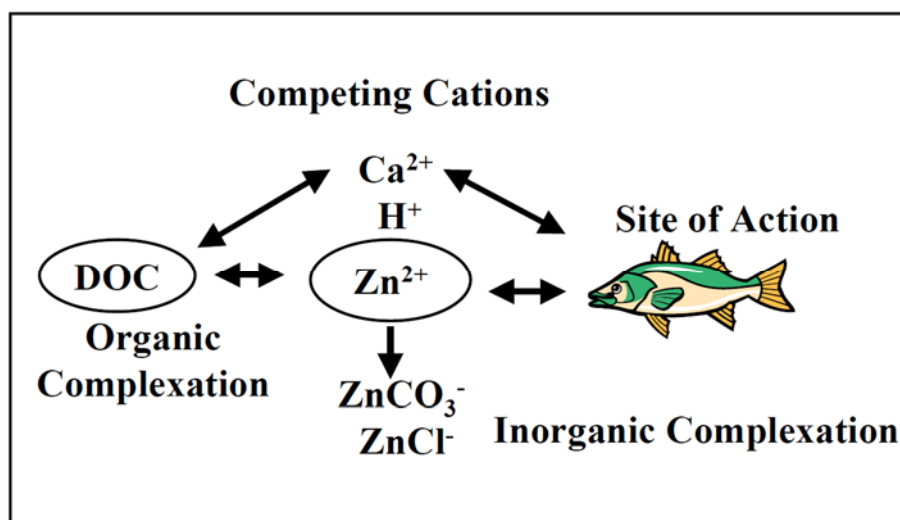 Competing Cations
Ca²⁺
H⁺
Site of Action
DOC
Zn²⁺
Organic
Complexation
ZnCO₃⁻
ZnCl⁻
Inorganic Complexation